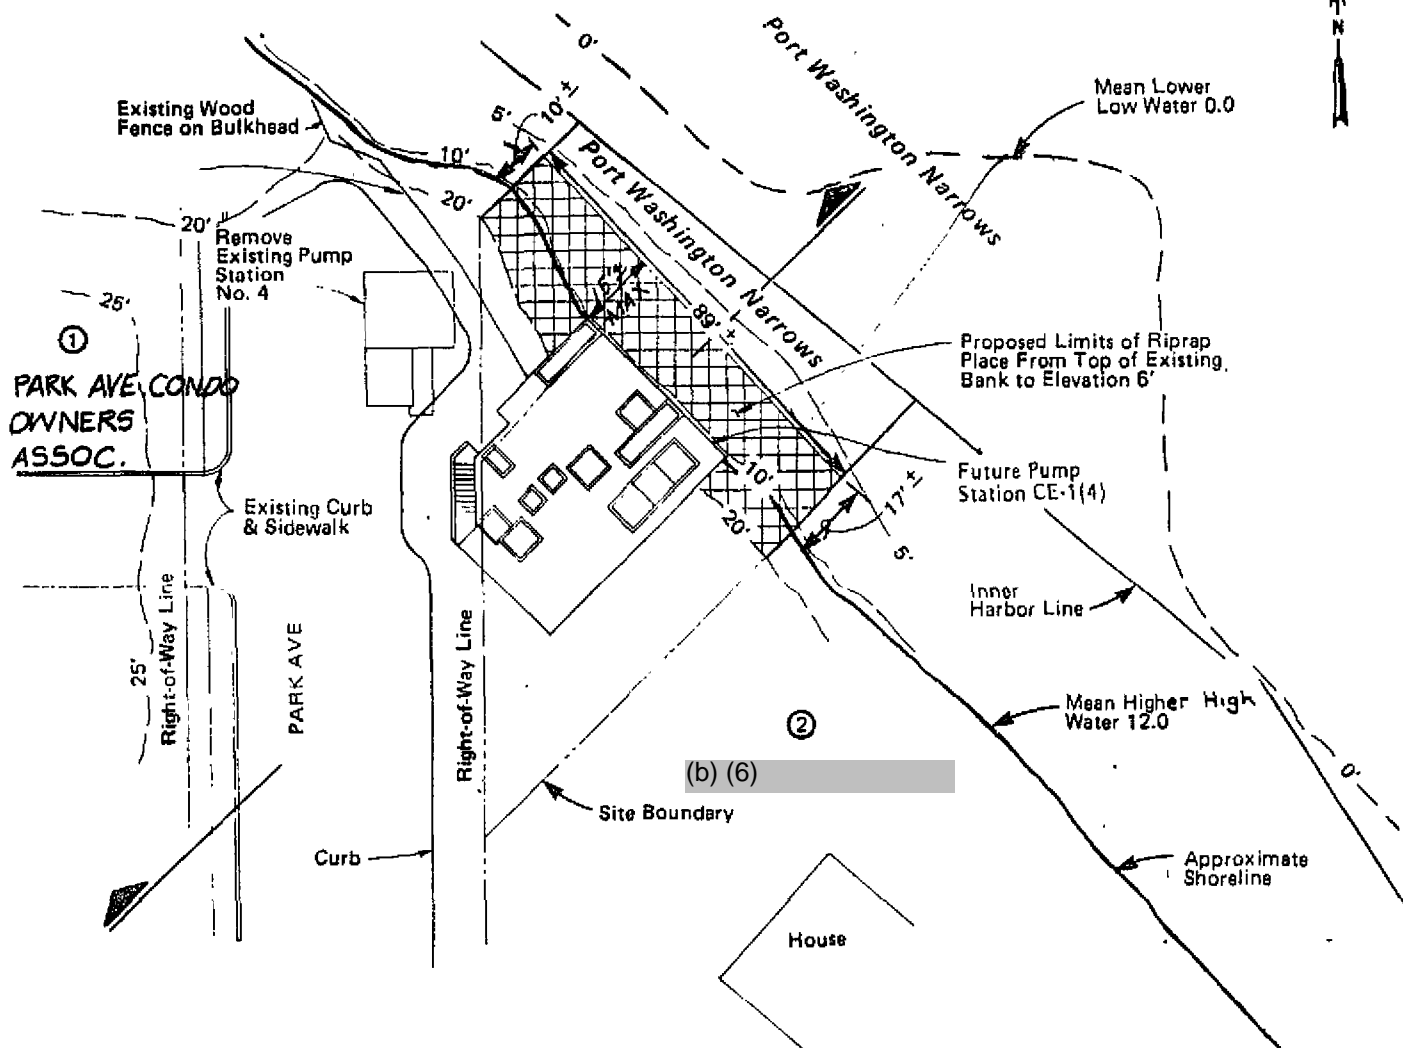 N
0'
Port Washington Narrows
Mean Lower
Low Water 0.0
Existing Wood
Fence on Bulkhead
5'
10' ±
10'
20'
Port Washington Narrows
20'
Remove
Existing Pump
Station
No. 4
25'
1
PARK AVE CONDO
OWNERS
ASSOC.
MAX.
89' ±
Proposed Limits of Riprap
Place From Top of Existing
Bank to Elevation 6'
Future Pump
Station CE-1(4)
10'
20'
17' ±
5'
Existing Curb
& Sidewalk
Inner
Harbor Line
Right-of-Way Line
25'
PARK AVE
Right-of-Way Line
Mean Higher High
Water 12.0
2
(b) (6)
0'
Site Boundary
Curb
Approximate
Shoreline
House